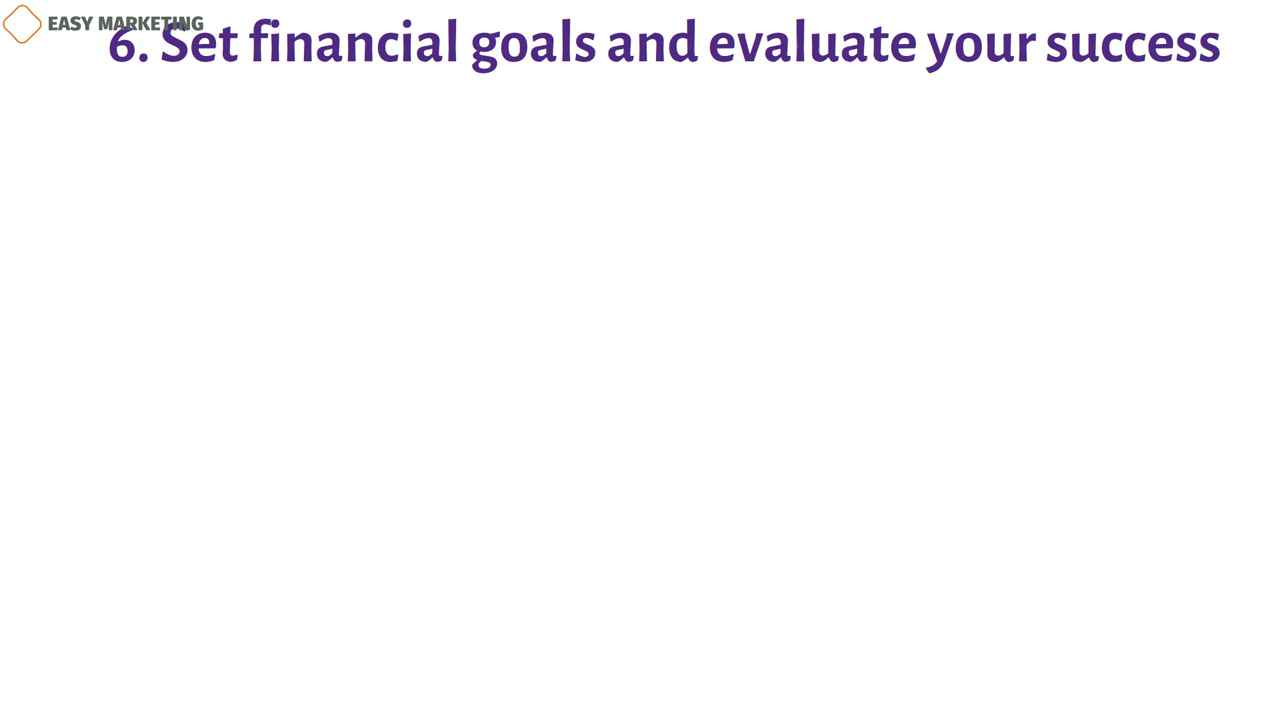 EASY MARKETING
6. Set financial goals and evaluate your success